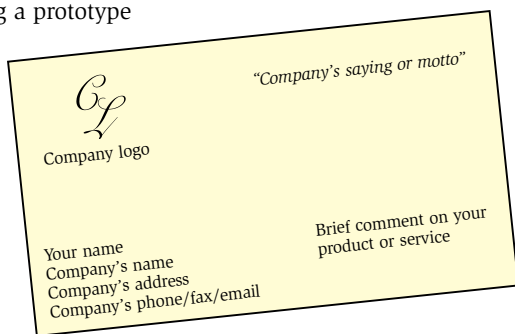 g a prototype
“Company’s saying or motto”
CL
Company logo
Brief comment on your
product or service
Your name
Company’s name
Company’s address
Company’s phone/fax/email